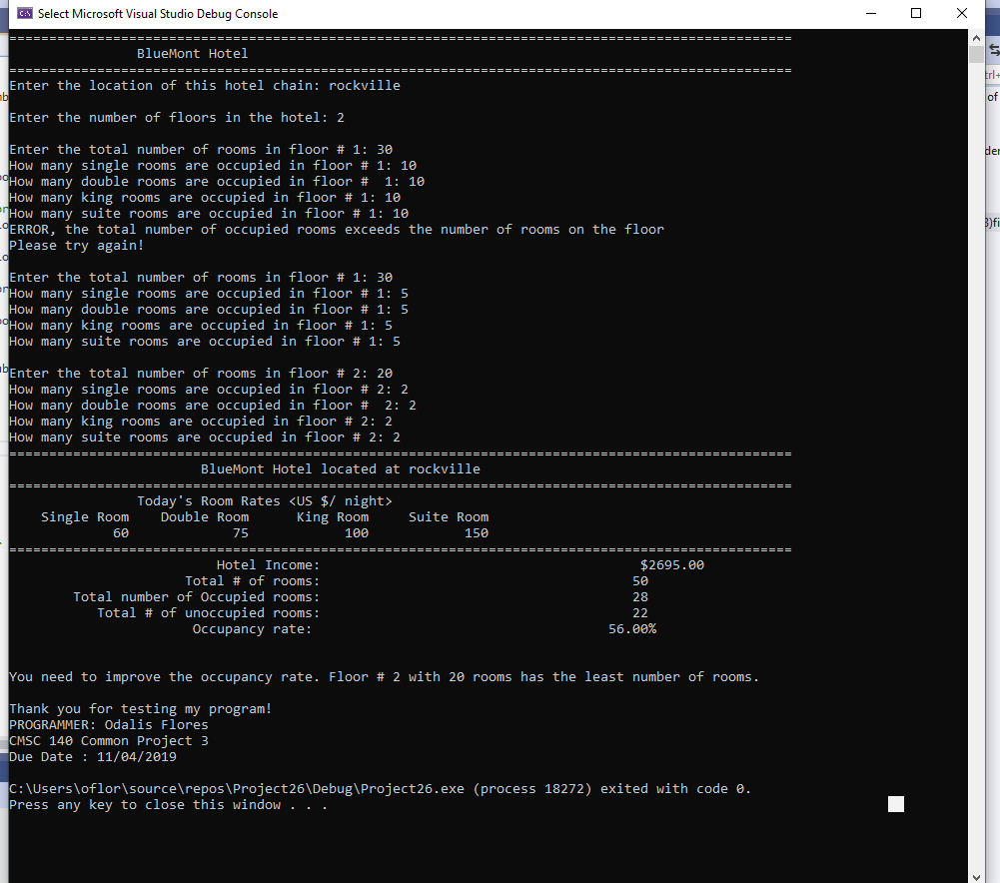 Select Microsoft Visual Studio Debug Console
==================================================================================================
BlueMont Hotel
==================================================================================================
Enter the location of this hotel chain: rockville
Enter the number of floors in the hotel: 2
Enter the total number of rooms in floor # 1: 30
How many single rooms are occupied in floor # 1: 10
How many double rooms are occupied in floor #  1: 10
How many king rooms are occupied in floor # 1: 10
How many suite rooms are occupied in floor # 1: 10
ERROR, the total number of occupied rooms exceeds the number of rooms on the floor
Please try again!
Enter the total number of rooms in floor # 1: 30
How many single rooms are occupied in floor # 1: 5
How many double rooms are occupied in floor # 1: 5
How many king rooms are occupied in floor # 1: 5
How many suite rooms are occupied in floor # 1: 5
Enter the total number of rooms in floor # 2: 20
How many single rooms are occupied in floor # 2: 2
How many double rooms are occupied in floor #  2: 2
How many king rooms are occupied in floor # 2: 2
How many suite rooms are occupied in floor # 2: 2
==================================================================================================
BlueMont Hotel located at rockville
==================================================================================================
Today's Room Rates <US $/ night>
Single Room    Double Room      King Room     Suite Room
60             75            100            150
==================================================================================================
Hotel Income: $2695.00
Total # of rooms: 50
Total number of Occupied rooms: 28
Total # of unoccupied rooms: 22
Occupancy rate: 56.00%
You need to improve the occupancy rate. Floor # 2 with 20 rooms has the least number of rooms.
Thank you for testing my program!
PROGRAMMER: Odalis Flores
CMSC 140 Common Project 3
Due Date : 11/04/2019
C:\Users\oflor\source\repos\Project26\Debug\Project26.exe (process 18272) exited with code 0.
Press any key to close this window . . .